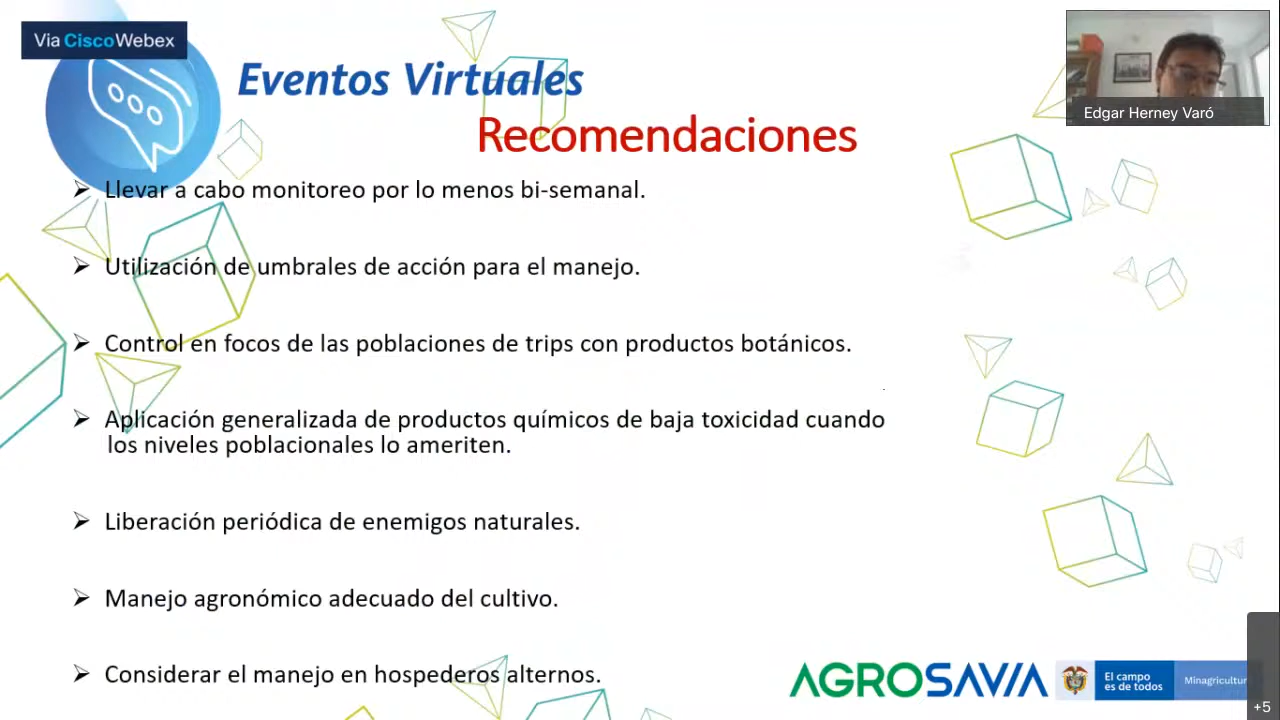 Via Cisco Webex
Eventos Virtuales
Edgar Herney Varó
Recomendaciones
➢ Llevar a cabo monitoreo por lo menos bi-semanal.
➢ Utilización de umbrales de acción para el manejo.
➢ Control en focos de las poblaciones de trips con productos botánicos.
➢ Aplicación generalizada de productos químicos de baja toxicidad cuando
los niveles poblacionales lo ameriten.
➢ Liberación periódica de enemigos naturales.
➢ Manejo agronómico adecuado del cultivo.
➢ Considerar el manejo en hospederos alternos.
AGROSAVIA
El campo
es de todos
Minagricultur
+5